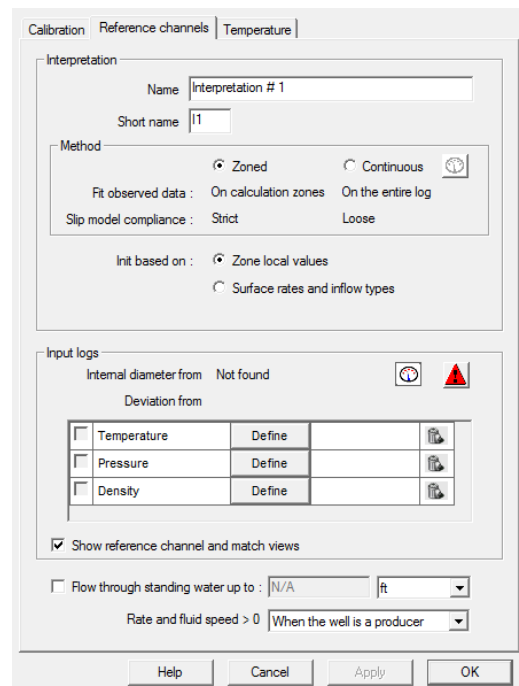 Calibration Reference channels Temperature
Interpretation
Name Interpretation # 1
Short name I1
Method
Zoned Continuous
Fit observed data : On calculation zones On the entire log
Slip model compliance : Strict Loose
Init based on : Zone local values
Surface rates and inflow types
Input logs
Internal diameter from Not found
Deviation from
Temperature Define
Pressure Define
Density Define
Show reference channel and match views
Flow through standing water up to : N/A ft
Rate and fluid speed > 0 When the well is a producer
Help Cancel Apply OK